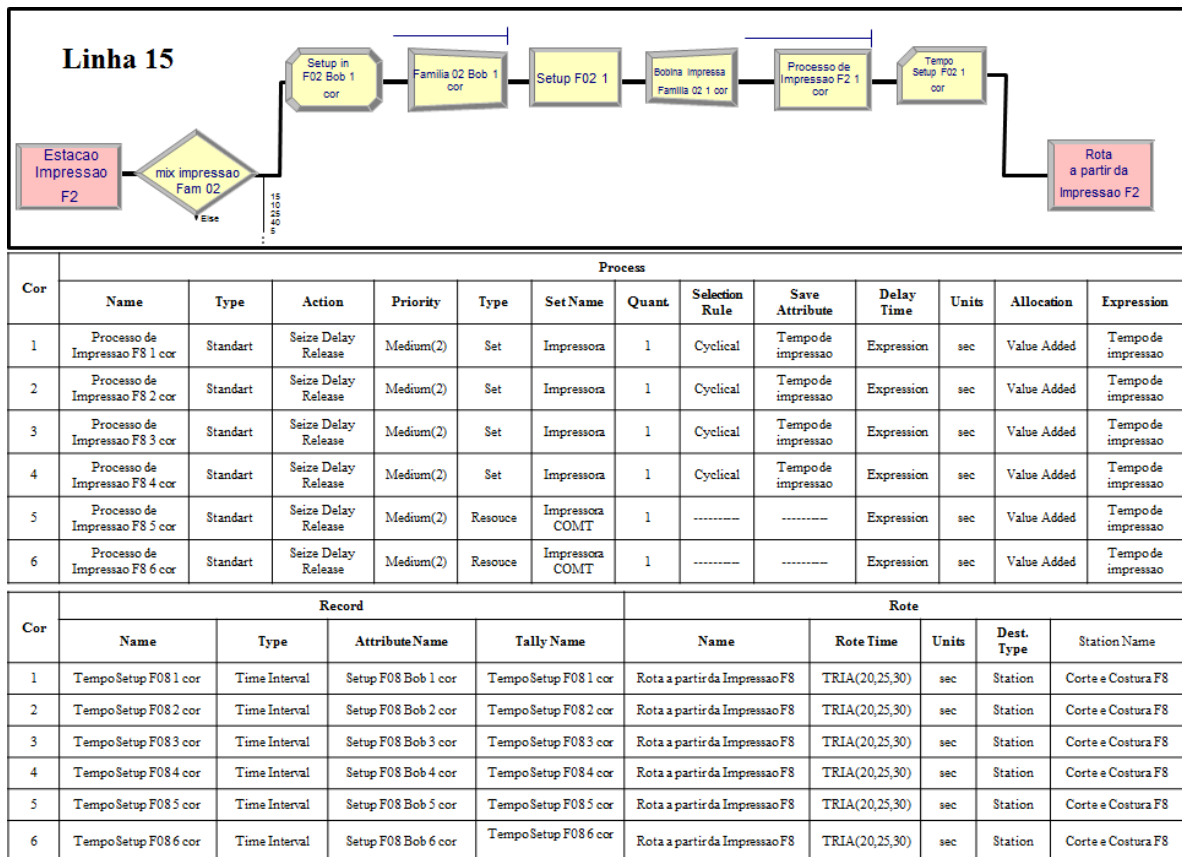 Linha 15
Estacao
Impressao
F2
mix impressao
Fam 02
Else
15
10
25
40
5
Setup in
F02 Bob 1
cor
Familia 02 Bob 1
cor
Setup F02 1
Bobina Impressa
Familia 02 1 cor
Processo de
Impressao F2 1
cor
Tempo
Setup F02 1
cor
Rota
a partir da
Impressao F2
Cor Process
Name Type Action Priority Type Set Name Quant. Selection Rule Save Attribute Delay Time Units Allocation Expression
1 Processo de Impressao F8 1 cor Standart Seize Delay Release Medium(2) Set Impressora 1 Cyclical Tempo de impressao Expression sec Value Added Tempo de impressao
2 Processo de Impressao F8 2 cor Standart Seize Delay Release Medium(2) Set Impressora 1 Cyclical Tempo de impressao Expression sec Value Added Tempo de impressao
3 Processo de Impressao F8 3 cor Standart Seize Delay Release Medium(2) Set Impressora 1 Cyclical Tempo de impressao Expression sec Value Added Tempo de impressao
4 Processo de Impressao F8 4 cor Standart Seize Delay Release Medium(2) Set Impressora 1 Cyclical Tempo de impressao Expression sec Value Added Tempo de impressao
5 Processo de Impressao F8 5 cor Standart Seize Delay Release Medium(2) Resouce Impressora COMT 1 ---------- ---------- Expression sec Value Added Tempo de impressao
6 Processo de Impressao F8 6 cor Standart Seize Delay Release Medium(2) Resouce Impressora COMT 1 ---------- ---------- Expression sec Value Added Tempo de impressao
Cor Record Rote
Name Type Attribute Name Tally Name Name Rote Time Units Dest. Type Station Name
1 Tempo Setup F08 1 cor Time Interval Setup F08 Bob 1 cor Tempo Setup F08 1 cor Rota a partir da Impressao F8 TRIA(20,25,30) sec Station Corte e Costura F8
2 Tempo Setup F08 2 cor Time Interval Setup F08 Bob 2 cor Tempo Setup F08 2 cor Rota a partir da Impressao F8 TRIA(20,25,30) sec Station Corte e Costura F8
3 Tempo Setup F08 3 cor Time Interval Setup F08 Bob 3 cor Tempo Setup F08 3 cor Rota a partir da Impressao F8 TRIA(20,25,30) sec Station Corte e Costura F8
4 Tempo Setup F08 4 cor Time Interval Setup F08 Bob 4 cor Tempo Setup F08 4 cor Rota a partir da Impressao F8 TRIA(20,25,30) sec Station Corte e Costura F8
5 Tempo Setup F08 5 cor Time Interval Setup F08 Bob 5 cor Tempo Setup F08 5 cor Rota a partir da Impressao F8 TRIA(20,25,30) sec Station Corte e Costura F8
6 Tempo Setup F08 6 cor Time Interval Setup F08 Bob 6 cor Tempo Setup F08 6 cor Rota a partir da Impressao F8 TRIA(20,25,30) sec Station Corte e Costura F8